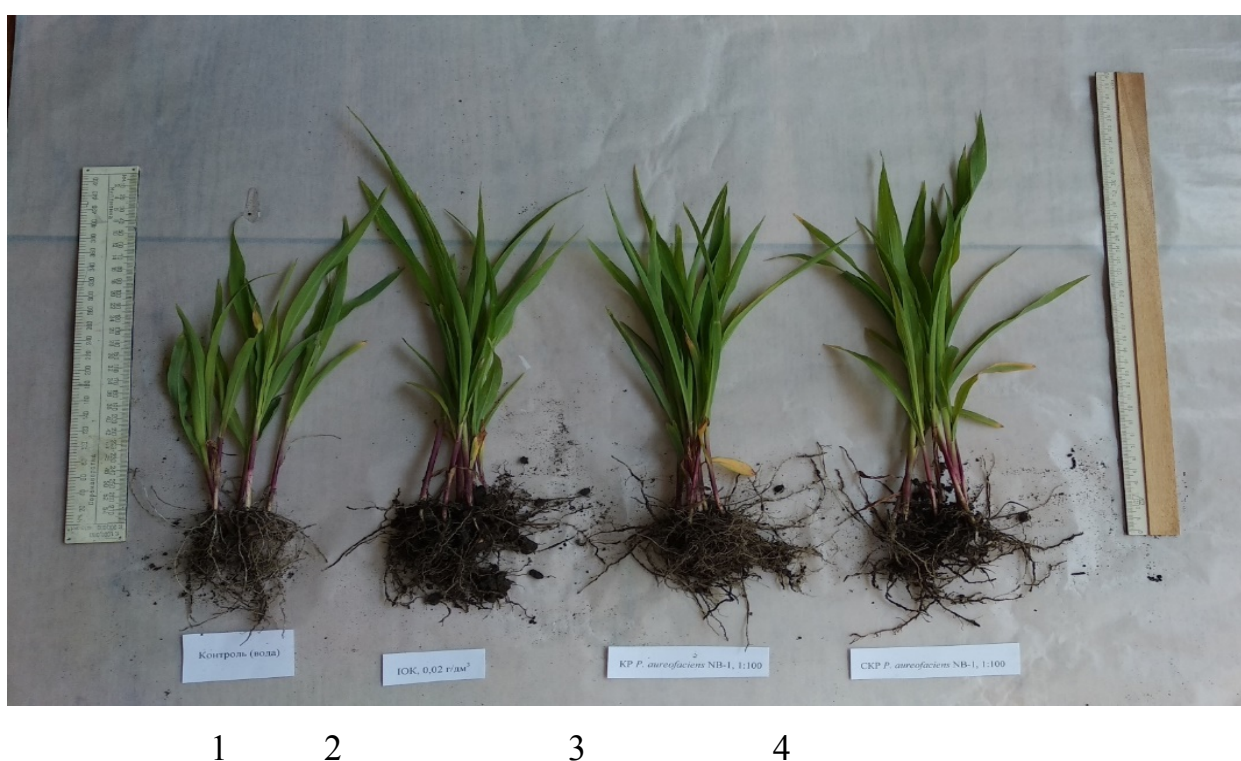 Контроль (вода)
ІОК, 0,02 г/дм³
КР P. aureofaciens NB-1, 1:100
СКР P. aureofaciens NB-1, 1:100
1 2 3 4